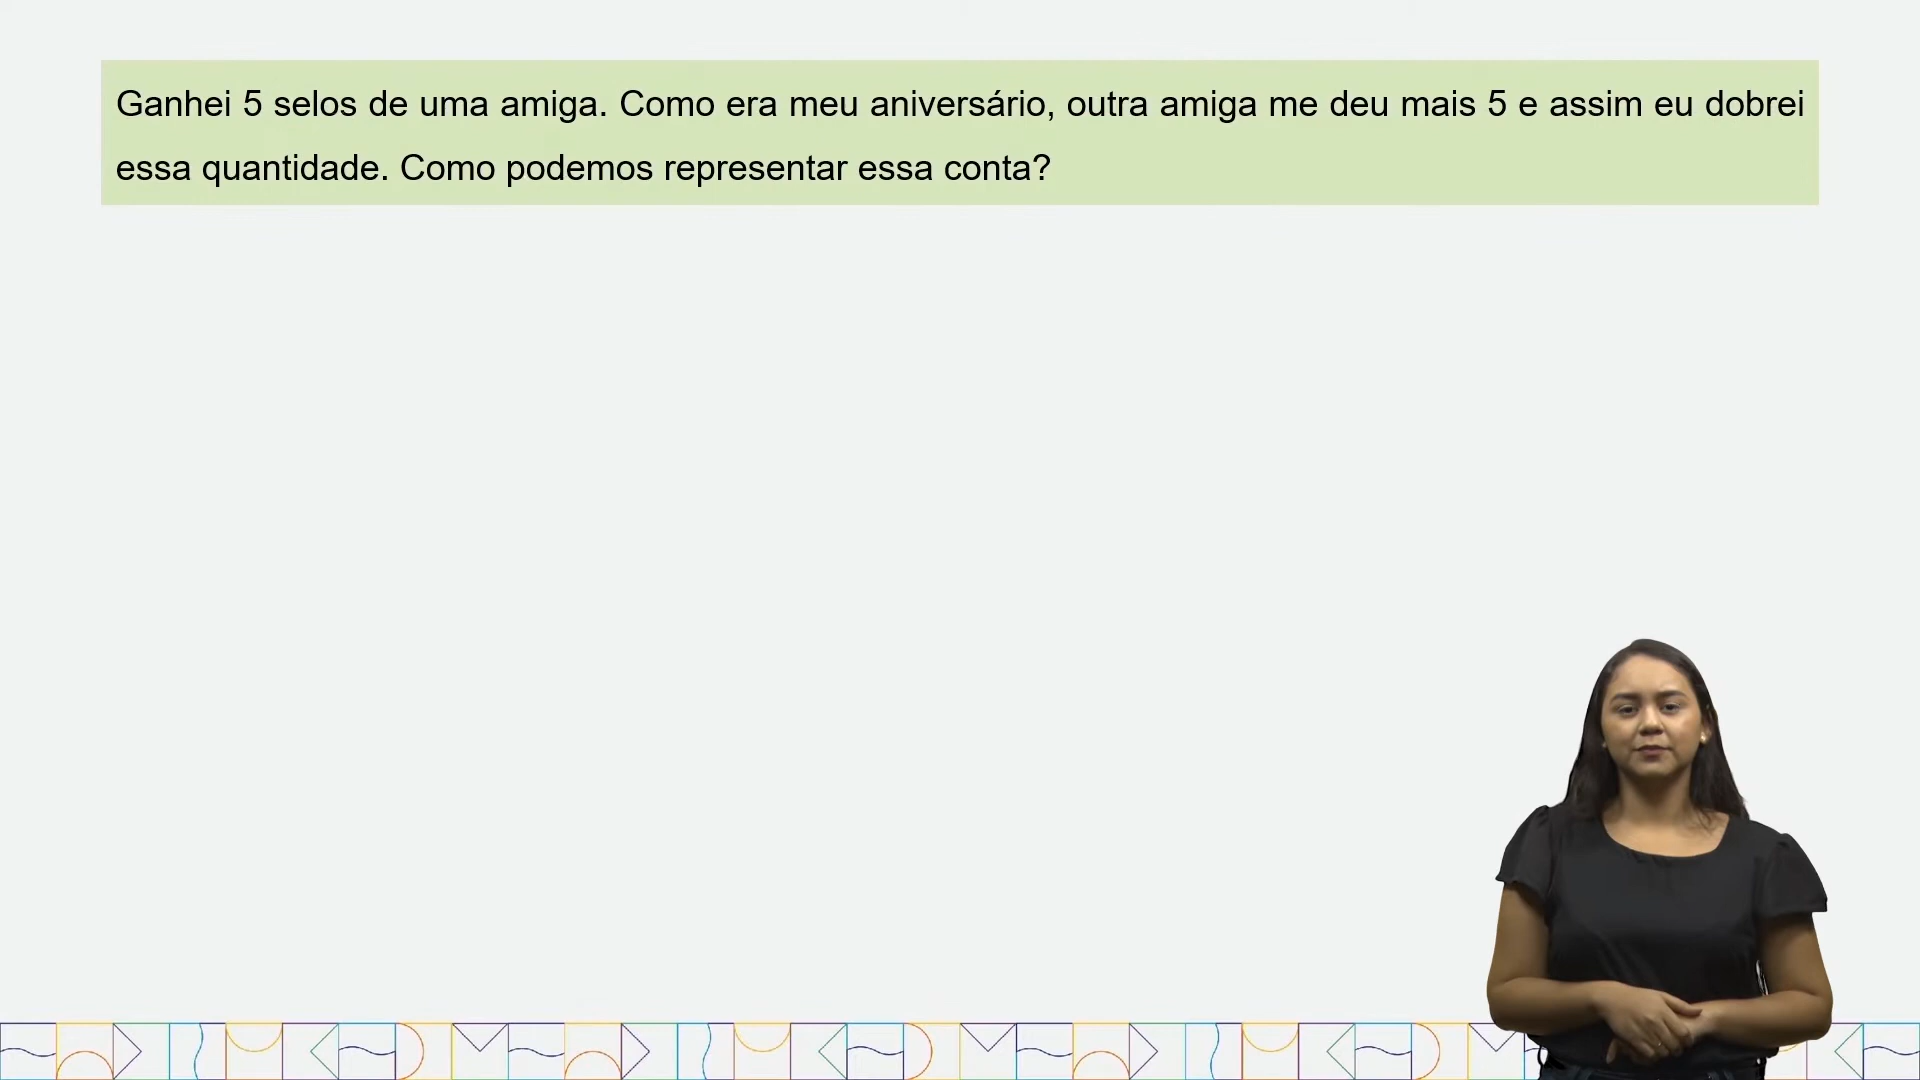 Ganhei 5 selos de uma amiga. Como era meu aniversário, outra amiga me deu mais 5 e assim eu dobrei
essa quantidade. Como podemos representar essa conta?